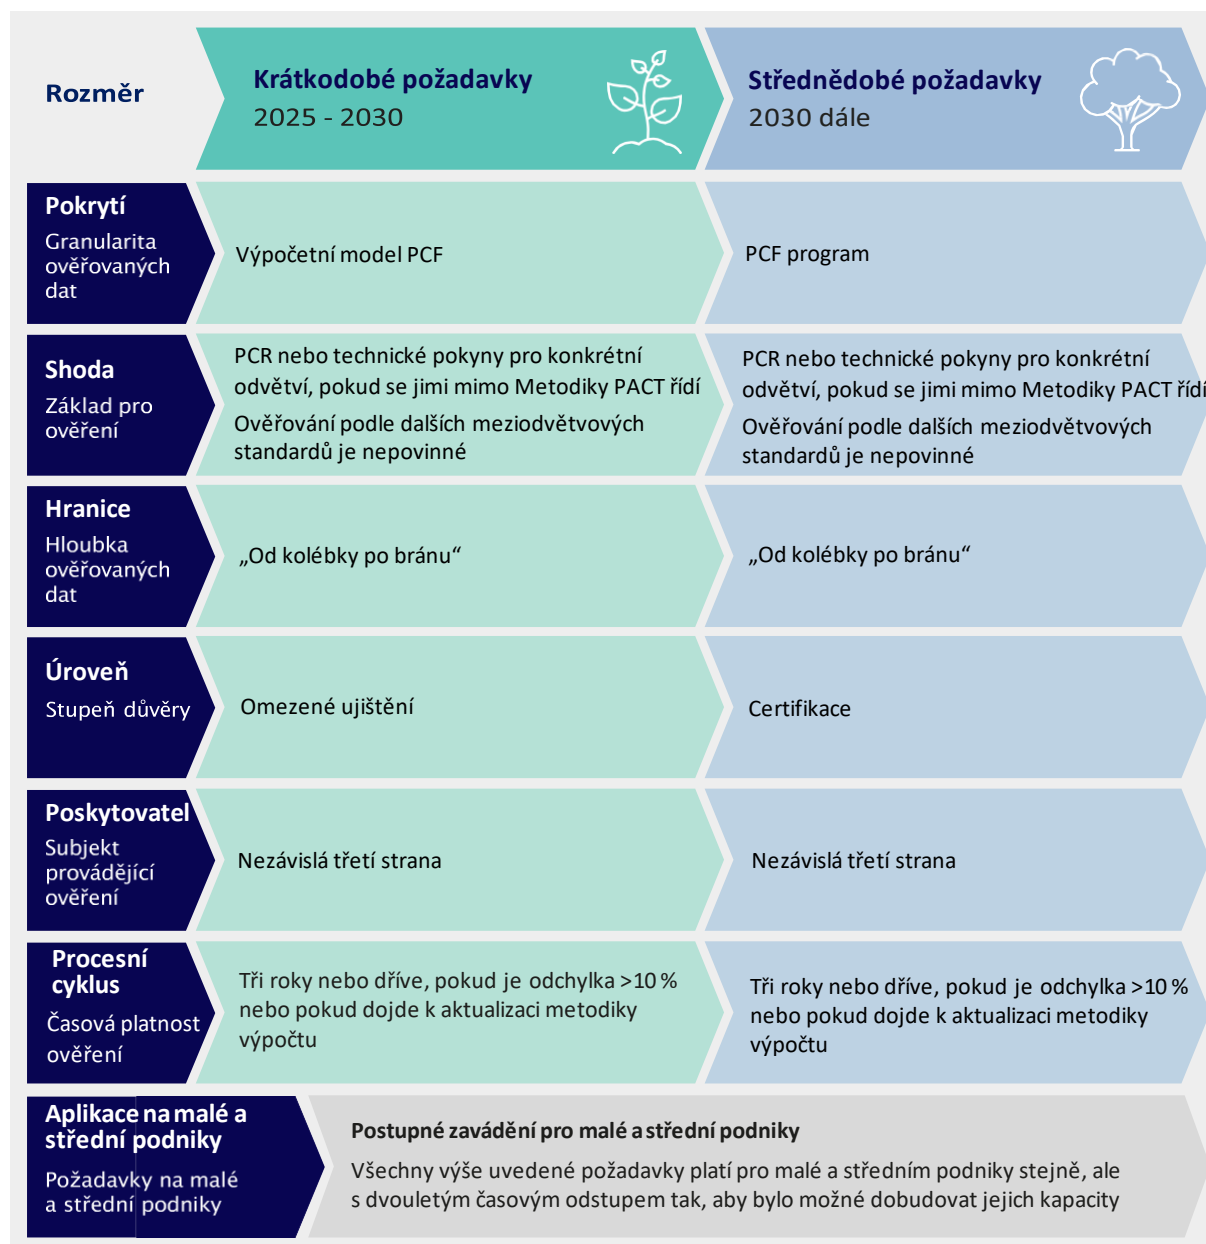 Rozměr
Krátkodobé požadavky
2025 - 2030
Střednědobé požadavky
2030 dále
Pokrytí
Granularita
ověřovaných
dat
Výpočetní model PCF
PCF program
Shoda
Základ pro
ověření
PCR nebo technické pokyny pro konkrétní
odvětví, pokud se jimi mimo Metodiky PACT řídí
Ověřování podle dalších meziodvětvových
standardů je nepovinné
PCR nebo technické pokyny pro konkrétní
odvětví, pokud se jimi mimo Metodiky PACT řídí
Ověřování podle dalších meziodvětvových
standardů je nepovinné
Hranice
Hloubka
ověřovaných
dat
„Od kolébky po bránu“
„Od kolébky po bránu“
Úroveň
Stupeň důvěry
Omezené ujištění
Certifikace
Poskytovatel
Subjekt
provádějící
ověření
Nezávislá třetí strana
Nezávislá třetí strana
Procesní
cyklus
Časová platnost
ověření
Tři roky nebo dříve, pokud je odchylka >10 %
nebo pokud dojde k aktualizaci metodiky
výpočtu
Tři roky nebo dříve, pokud je odchylka >10 %
nebo pokud dojde k aktualizaci metodiky
výpočtu
Aplikace na malé a
střední podniky
Požadavky na malé
a střední podniky
Postupné zavádění pro malé a střední podniky
Všechny výše uvedené požadavky platí pro malé a středním podniky stejně, ale
s dvouletým časovým odstupem tak, aby bylo možné dobudovat jejich kapacity